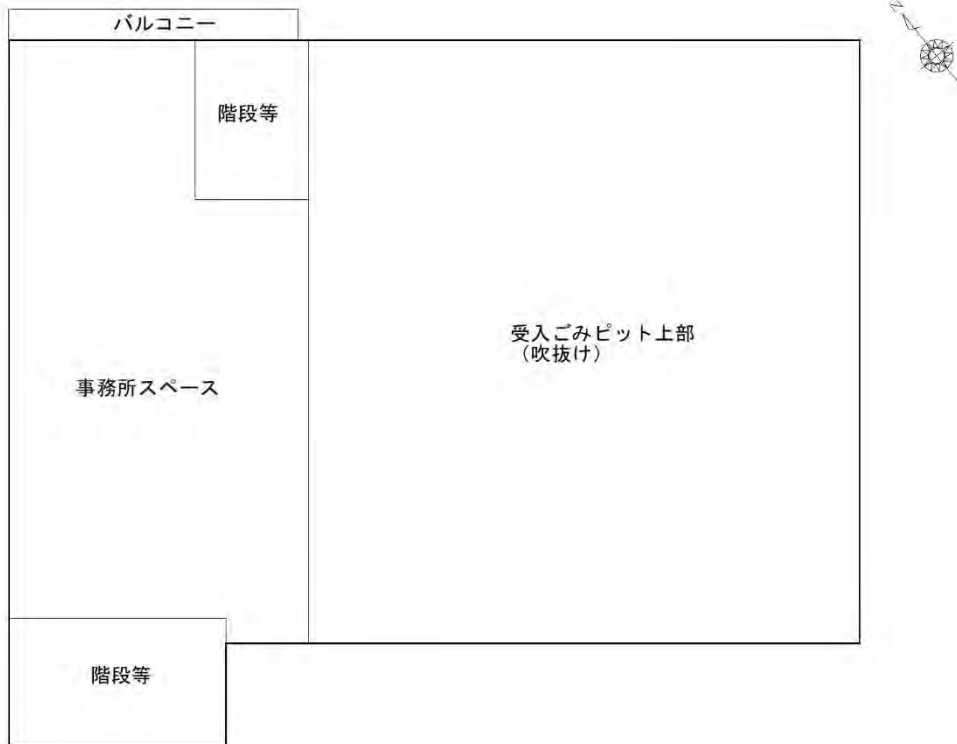 バルコニー
階段等
受入ごみピット上部
（吹抜け）
事務所スペース
階段等
N